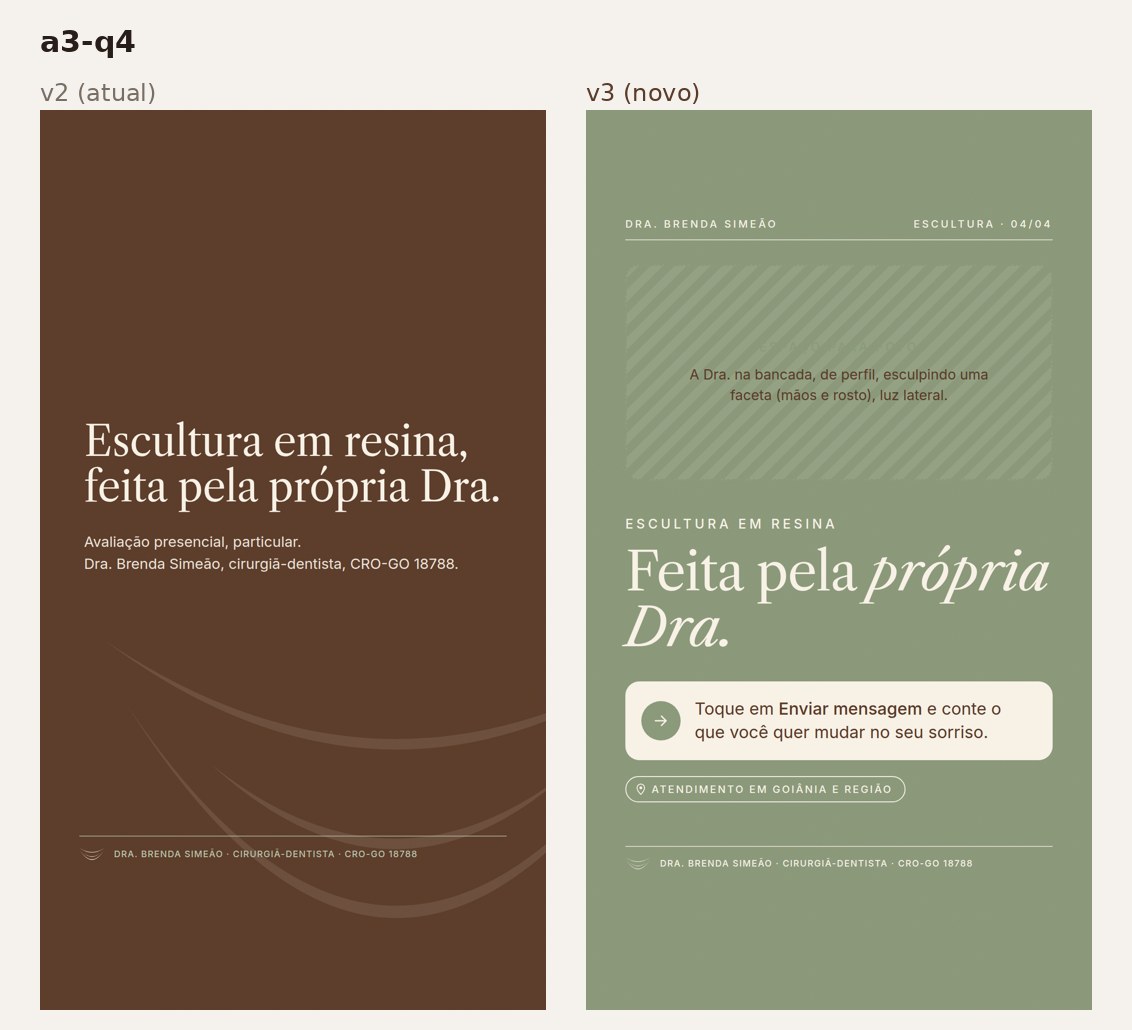 a3-q4
v2 (atual)
Escultura em resina,
feita pela própria Dra.
Avaliação presencial, particular.
Dra. Brenda Simeão, cirurgiã-dentista, CRO-GO 18788.
DRA. BRENDA SIMEÃO · CIRURGIÃ-DENTISTA · CRO-GO 18788
v3 (novo)
DRA. BRENDA SIMEÃO
ESCULTURA · 04/04
A Dra. na bancada, de perfil, esculpindo uma
faceta (mãos e rosto), luz lateral.
ESCULTURA EM RESINA
Feita pela própria
Dra.
Toque em Enviar mensagem e conte o
que você quer mudar no seu sorriso.
ATENDIMENTO EM GOIÂNIA E REGIÃO
DRA. BRENDA SIMEÃO · CIRURGIÃ-DENTISTA · CRO-GO 18788